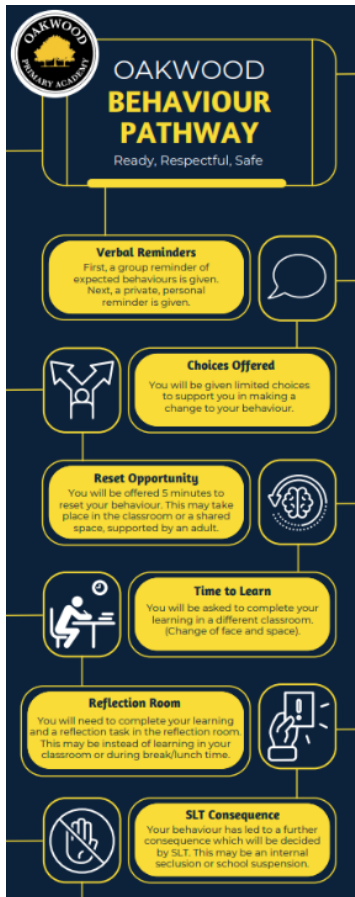 OAKWOOD
PRIMARY ACADEMY
OAKWOOD
BEHAVIOUR
PATHWAY
Ready, Respectful, Safe
Verbal Reminders
First, a group reminder of
expected behaviours is given.
Next, a private, personal
reminder is given.
Choices Offered
You will be given limited choices
to support you in making a
change to your behaviour.
Reset Opportunity
You will be offered 5 minutes to
reset your behaviour. This may take
place in the classroom or a shared
space, supported by an adult.
Time to Learn
You will be asked to complete your
learning in a different classroom.
(Change of face and space).
Reflection Room
You will need to complete your learning
and a reflection task in the reflection room.
This may be instead of learning in your
classroom or during break/lunch time.
SLT Consequence
Your behaviour has led to a further
consequence which will be decided
by SLT. This may be an internal
seclusion or school suspension.